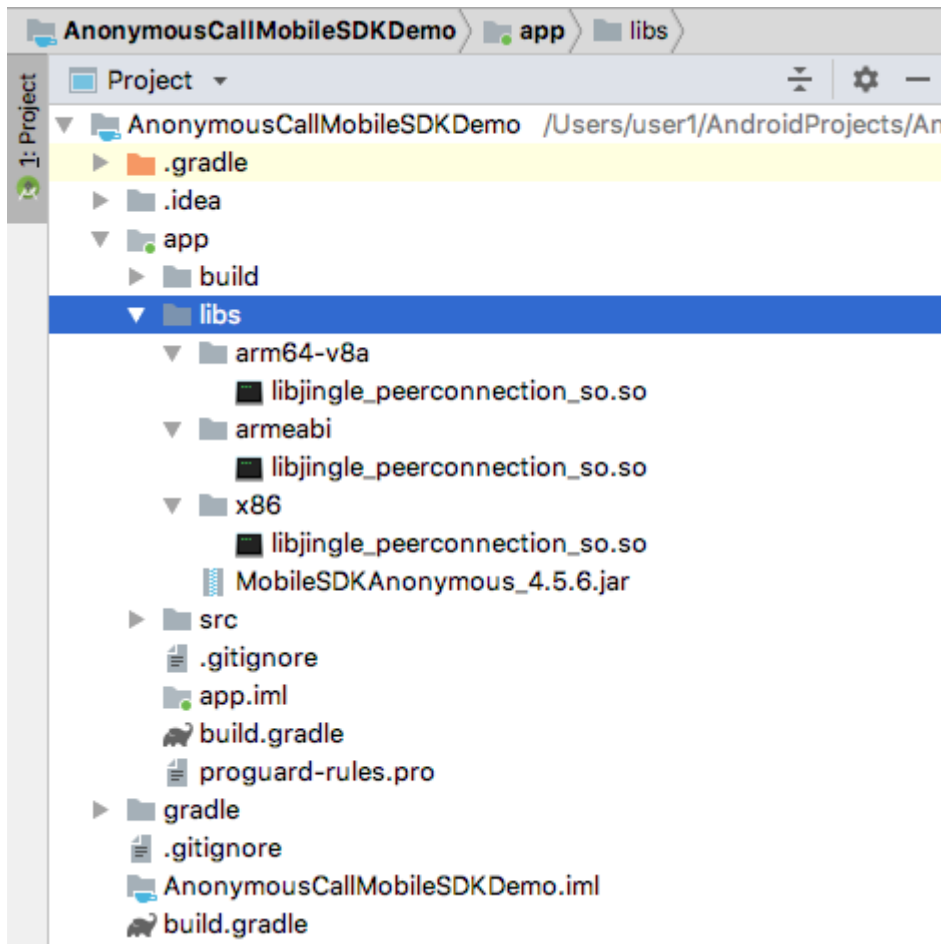 AnonymousCallMobileSDKDemo app libs
1: Project
Project
AnonymousCallMobileSDKDemo /Users/user1/AndroidProjects/An
.gradle
.idea
app
build
libs
arm64-v8a
libjingle_peerconnection_so.so
armeabi
libjingle_peerconnection_so.so
x86
libjingle_peerconnection_so.so
MobileSDKAnonymous_4.5.6.jar
src
.gitignore
app.iml
build.gradle
proguard-rules.pro
gradle
.gitignore
AnonymousCallMobileSDKDemo.iml
build.gradle